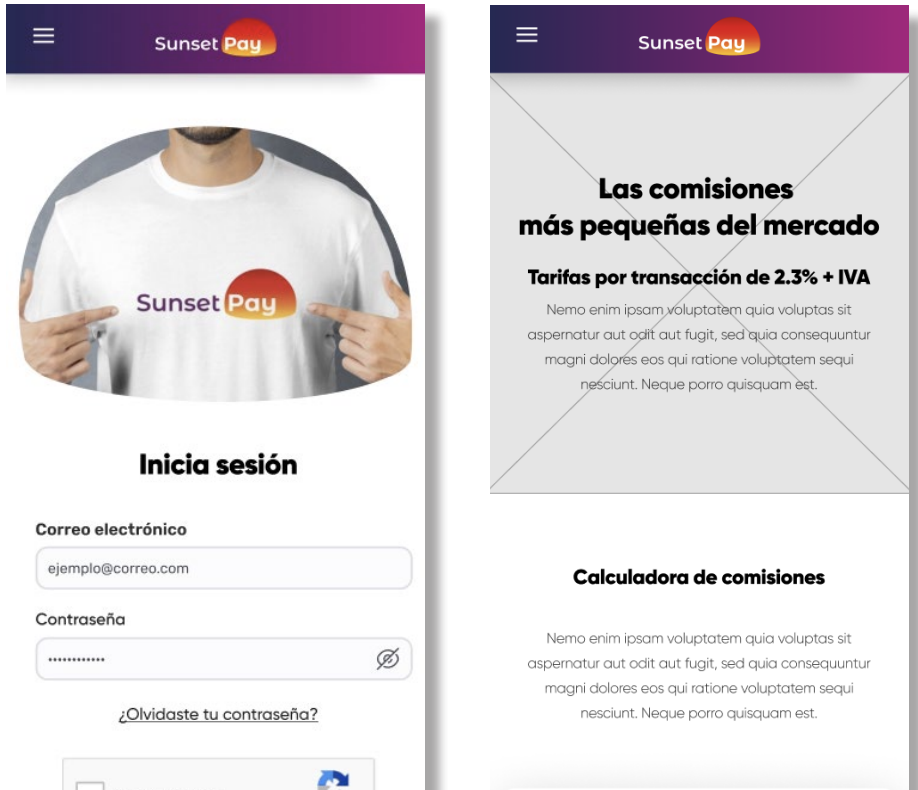 Sunset Pay
Sunset Pay
Inicia sesión
Correo electrónico
ejemplo@correo.com
Contraseña
¿Olvidaste tu contraseña?
Sunset Pay
Las comisiones
más pequeñas del mercado
Tarifas por transacción de 2.3% + IVA
Nemo enim ipsam voluptatem quia voluptas sit
aspernatur aut odit aut fugit, sed quia consequuntur
magni dolores eos qui ratione voluptatem sequi
nesciunt. Neque porro quisquam est.
Calculadora de comisiones
Nemo enim ipsam voluptatem quia voluptas sit
aspernatur aut odit aut fugit, sed quia consequuntur
magni dolores eos qui ratione voluptatem sequi
nesciunt. Neque porro quisquam est.